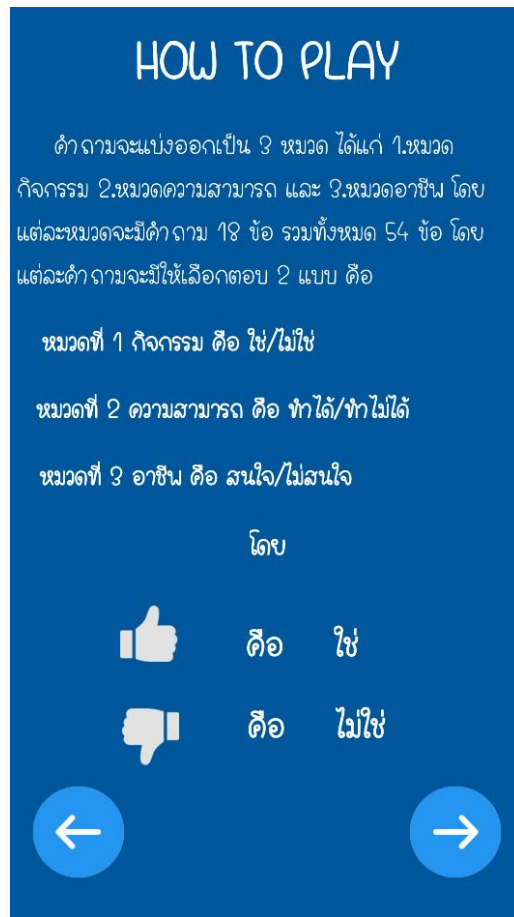 HOW TO PLAY
คำถามจะแบ่งออกเป็น 3 หมวด ได้แก่ 1.หมวด
กิจกรรม 2.หมวดความสามารถ และ 3.หมวดอาชีพ โดย
แต่ละหมวดจะมีคำถาม 18 ข้อ รวมทั้งหมด 54 ข้อ โดย
แต่ละคำถามจะมีให้เลือกตอบ 2 แบบ คือ
หมวดที่ 1 กิจกรรม คือ ใช่/ไม่ใช่
หมวดที่ 2 ความสามารถ คือ ทำได้/ทำไม่ได้
หมวดที่ 3 อาชีพ คือ สนใจ/ไม่สนใจ
โดย
คือ ใช่
คือ ไม่ใช่